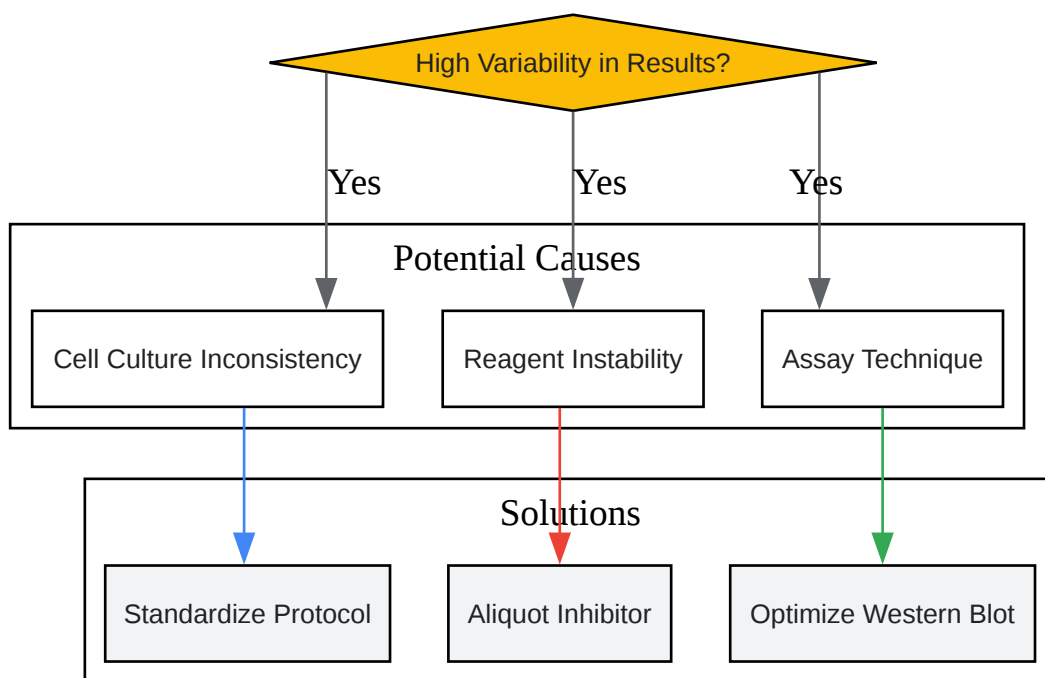 High Variability in Results?
Yes Yes Yes
Potential Causes
Cell Culture Inconsistency Reagent Instability Assay Technique
Solutions
Standardize Protocol Aliquot Inhibitor Optimize Western Blot